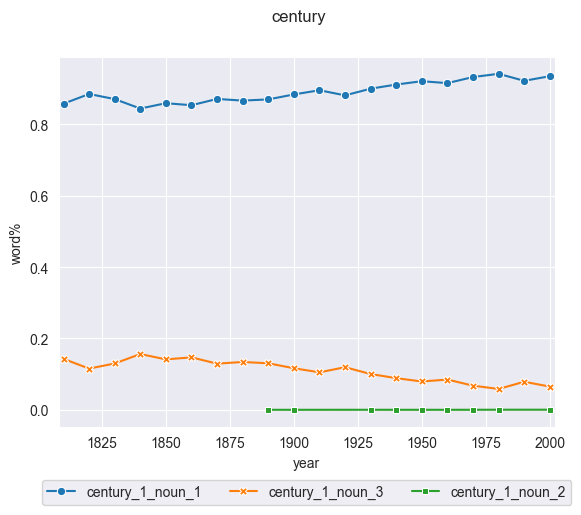 century
word%
0.8
0.6
0.4
0.2
0.0
1825 1850 1875 1900 1925 1950 1975 2000
year
century_1_noun_1 century_1_noun_3 century_1_noun_2